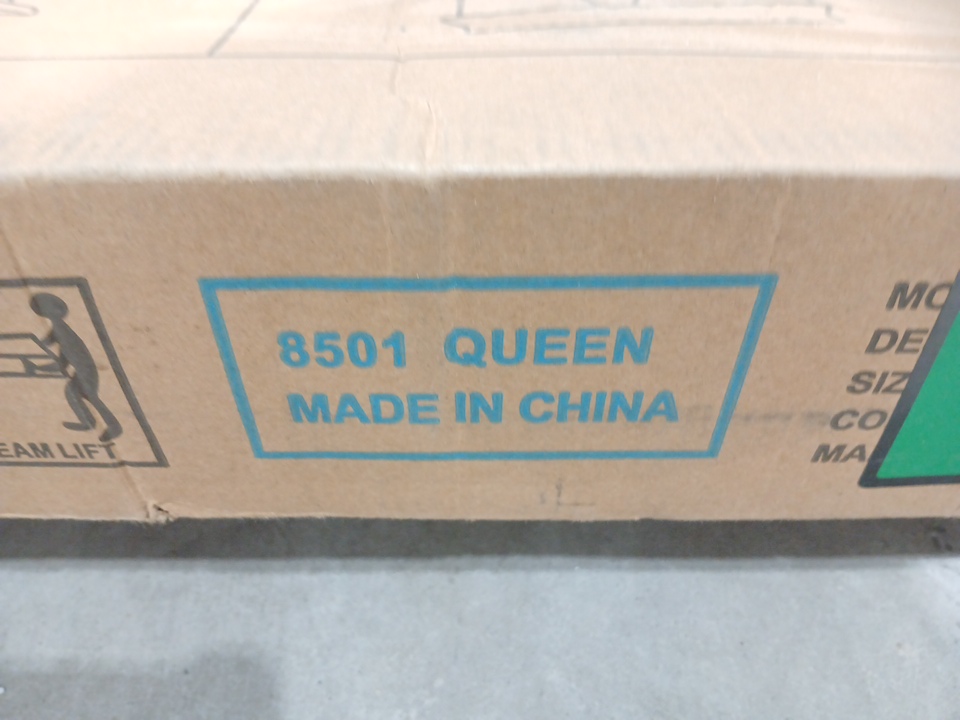 8501 QUEEN
MADE IN CHINA
EAM LIFT
MO
DE
SIZ
CO
MA